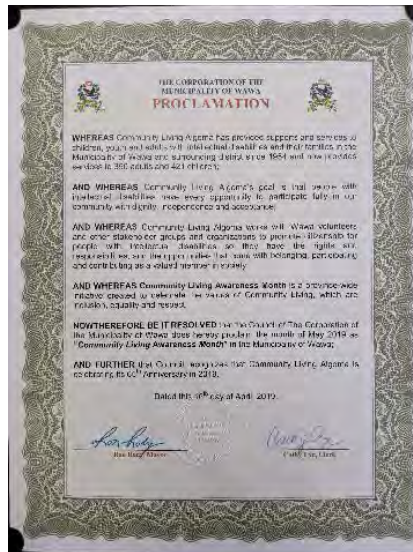 THE CORPORATION OF THE
MUNICIPALITY OF WAWA
PROCLAMATION
WHEREAS Community Living Algoma has provided supports and services to
children, youth and adults with intellectual disabilities and their families in the
Municipality of Wawa and surrounding district since 1954 and now provides
services to 390 adults and 421 children;
AND WHEREAS Community Living Algoma's goal is that people with
intellectual disabilities have every opportunity to participate fully in our
community with dignity, independence and acceptance;
AND WHEREAS Community Living Algoma works with Wawa volunteers
and other stakeholder groups and organizations to promote citizenship for
people with intellectual disabilities so they have the rights and
responsibilities, and the opportunities that come with belonging, participating
and contributing as a valued member in society;
AND WHEREAS Community Living Awareness Month is a province-wide
initiative created to celebrate the values of Community Living, which are
inclusion, equality and respect;
NOW THEREFORE BE IT RESOLVED that the Council of The Corporation of
the Municipality of Wawa does hereby proclaim the month of May 2019 as
"Community Living Awareness Month" in the Municipality of Wawa;
AND FURTHER that Council recognizes that Community Living Algoma is
celebrating its 65th Anniversary in 2019.
Dated this day of April, 2019.
Mayor
Clerk